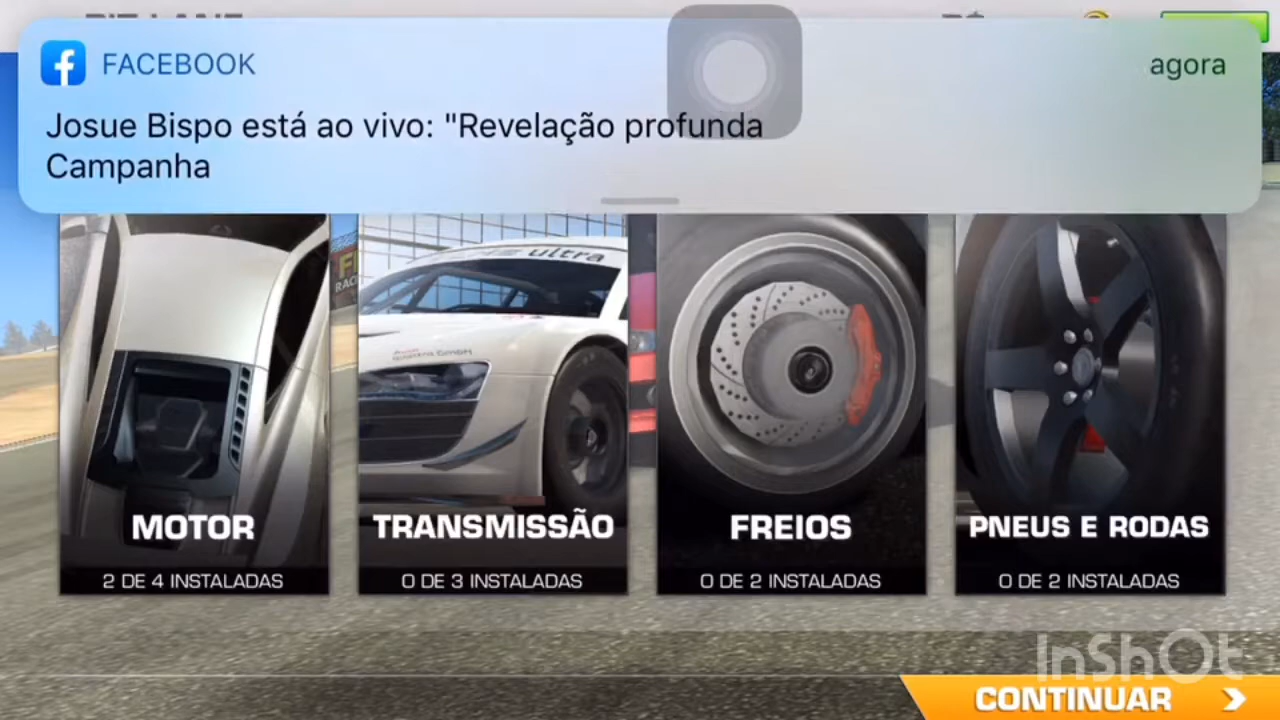 FACEBOOK
agora
Josue Bispo está ao vivo: "Revelação profunda
Campanha
ultra
MOTOR
TRANSMISSÃO
FREIOS
PNEUS E RODAS
2 DE 4 INSTALADAS
0 DE 3 INSTALADAS
0 DE 2 INSTALADAS
0 DE 2 INSTALADAS
InShOt
CONTINUAR